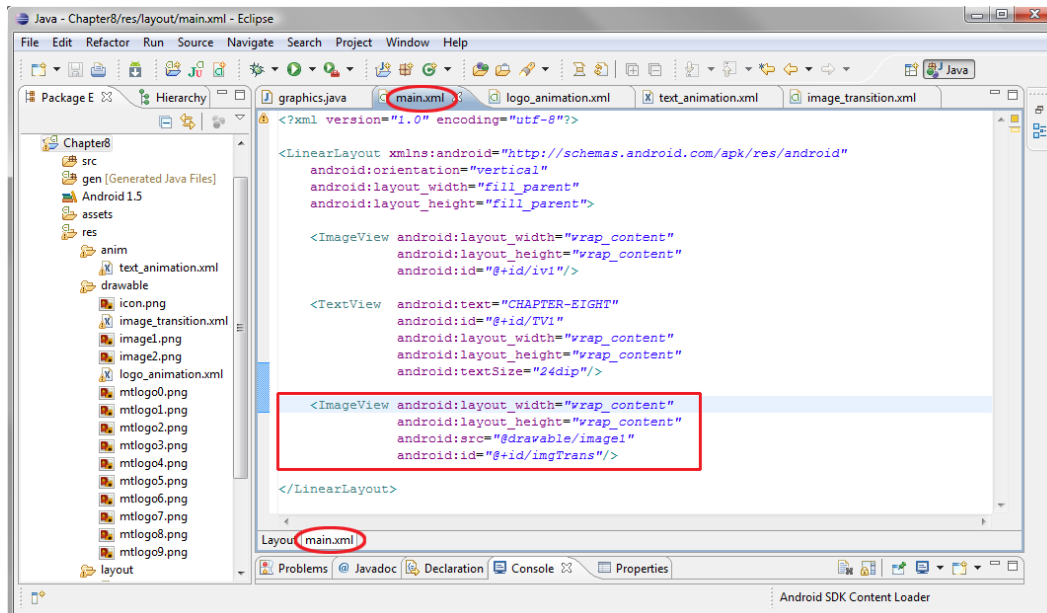 Java - Chapter8/res/layout/main.xml - Eclipse
File Edit Refactor Run Source Navigate Search Project Window Help
Java
Package E Hierarchy
graphics.java main.xml logo_animation.xml text_animation.xml image_transition.xml
Chapter8
src
gen [Generated Java Files]
Android 1.5
assets
res
anim
text_animation.xml
drawable
icon.png
image_transition.xml
image1.png
image2.png
logo_animation.xml
mtlogo0.png
mtlogo1.png
mtlogo2.png
mtlogo3.png
mtlogo4.png
mtlogo5.png
mtlogo6.png
mtlogo7.png
mtlogo8.png
mtlogo9.png
layout
<?xml version="1.0" encoding="utf-8"?>
<LinearLayout xmlns:android="http://schemas.android.com/apk/res/android"
android:orientation="vertical"
android:layout_width="fill_parent"
android:layout_height="fill_parent">
<ImageView android:layout_width="wrap_content"
android:layout_height="wrap_content"
android:id="@+id/iv1"/>
<TextView android:text="CHAPTER-EIGHT"
android:id="@+id/TV1"
android:layout_width="wrap_content"
android:layout_height="wrap_content"
android:textSize="24dip"/>
<ImageView android:layout_width="wrap_content"
android:layout_height="wrap_content"
android:src="@drawable/image1"
android:id="@+id/imgTrans"/>
</LinearLayout>
Layout main.xml
Problems @ Javadoc Declaration Console Properties
Android SDK Content Loader